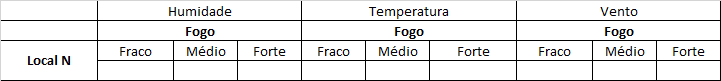 Humidade Temperatura Vento
Fogo Fogo Fogo
Local N Fraco Médio Forte Fraco Médio Forte Fraco Médio Forte